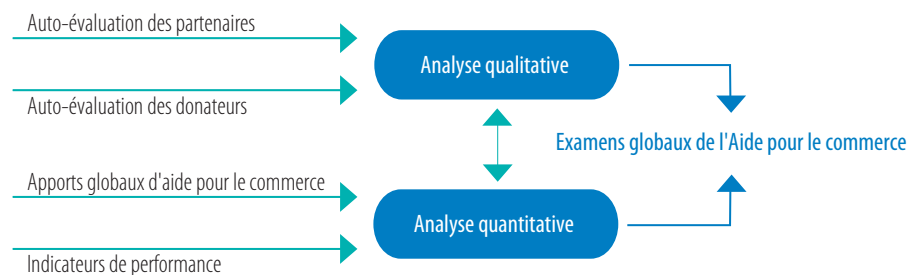 Auto-évaluation des partenaires
Analyse qualitative
Auto-évaluation des donateurs
Examens globaux de l'Aide pour le commerce
Apports globaux d'aide pour le commerce
Analyse quantitative
Indicateurs de performance